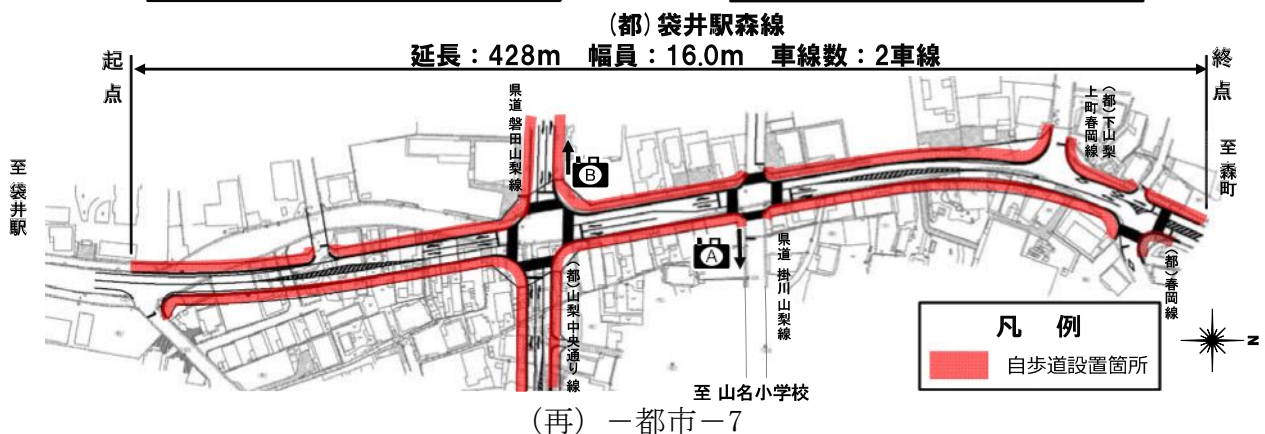 (都)袋井駅森線
延長：428m 幅員：16.0m 車線数：2車線
起点
終点
至 袋井駅
至 森町
県道 磐田山梨線
B
(都)下山梨
上町春岡線
A
(都)山梨中央通り線
県道 掛川山梨線
(都)春岡線
凡 例
自歩道設置箇所
N
至 山名小学校
(再) －都市－7